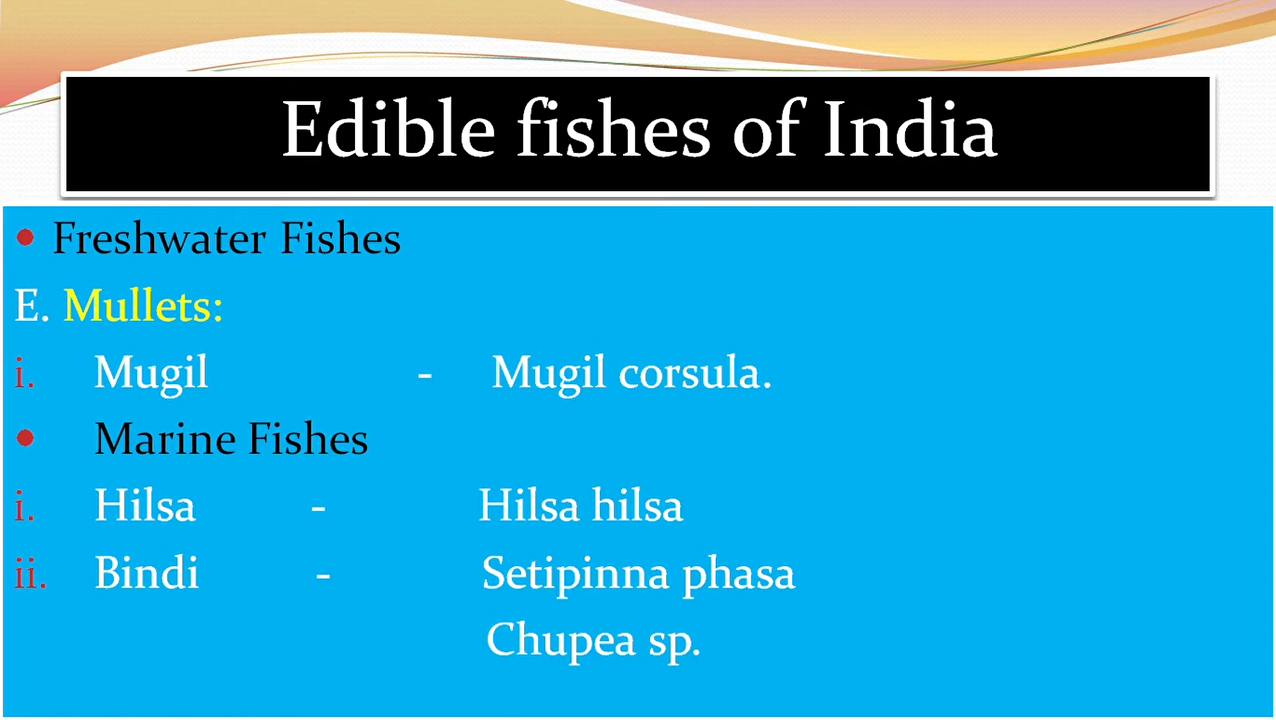 Edible fishes of India
• Freshwater Fishes
E. Mullets:
i. Mugil - Mugil corsula.
• Marine Fishes
i. Hilsa - Hilsa hilsa
ii. Bindi - Setipinna phasa
Chupea sp.